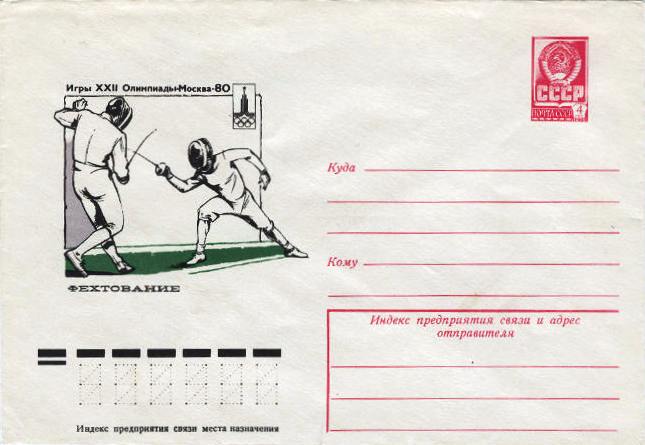 Игры XXII Олимпиады·Москва-80
ФЕХТОВАНИЕ
СССР
ПОЧТА СССР
4
Куда
Кому
Индекс предприятия связи и адрес
отправителя
Индекс предприятия связи места назначения